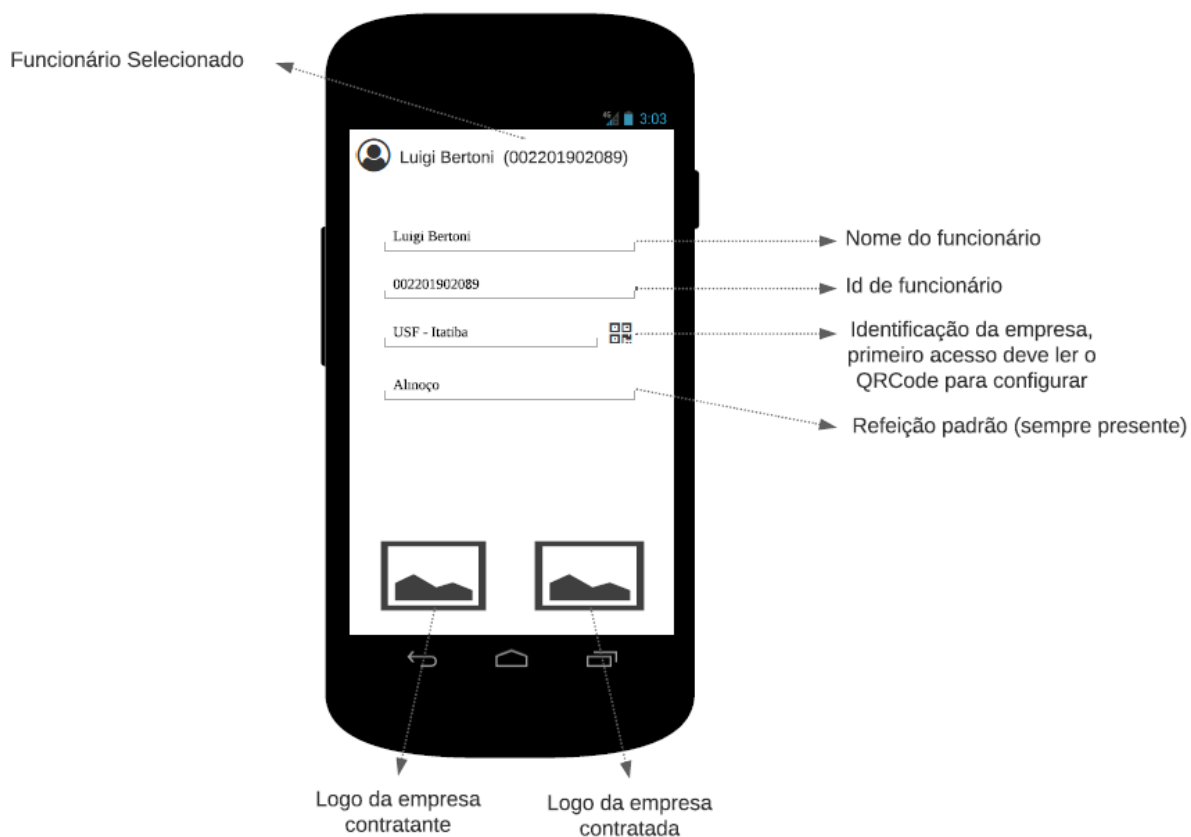 Funcionário Selecionado
4G 3:03
Luigi Bertoni (002201902089)
Luigi Bertoni
Nome do funcionário
002201902089
Id de funcionário
USF - Itatiba
Identificação da empresa,
primeiro acesso deve ler o
QRCode para configurar
Almoço
Refeição padrão (sempre presente)
Logo da empresa
contratante
Logo da empresa
contratada